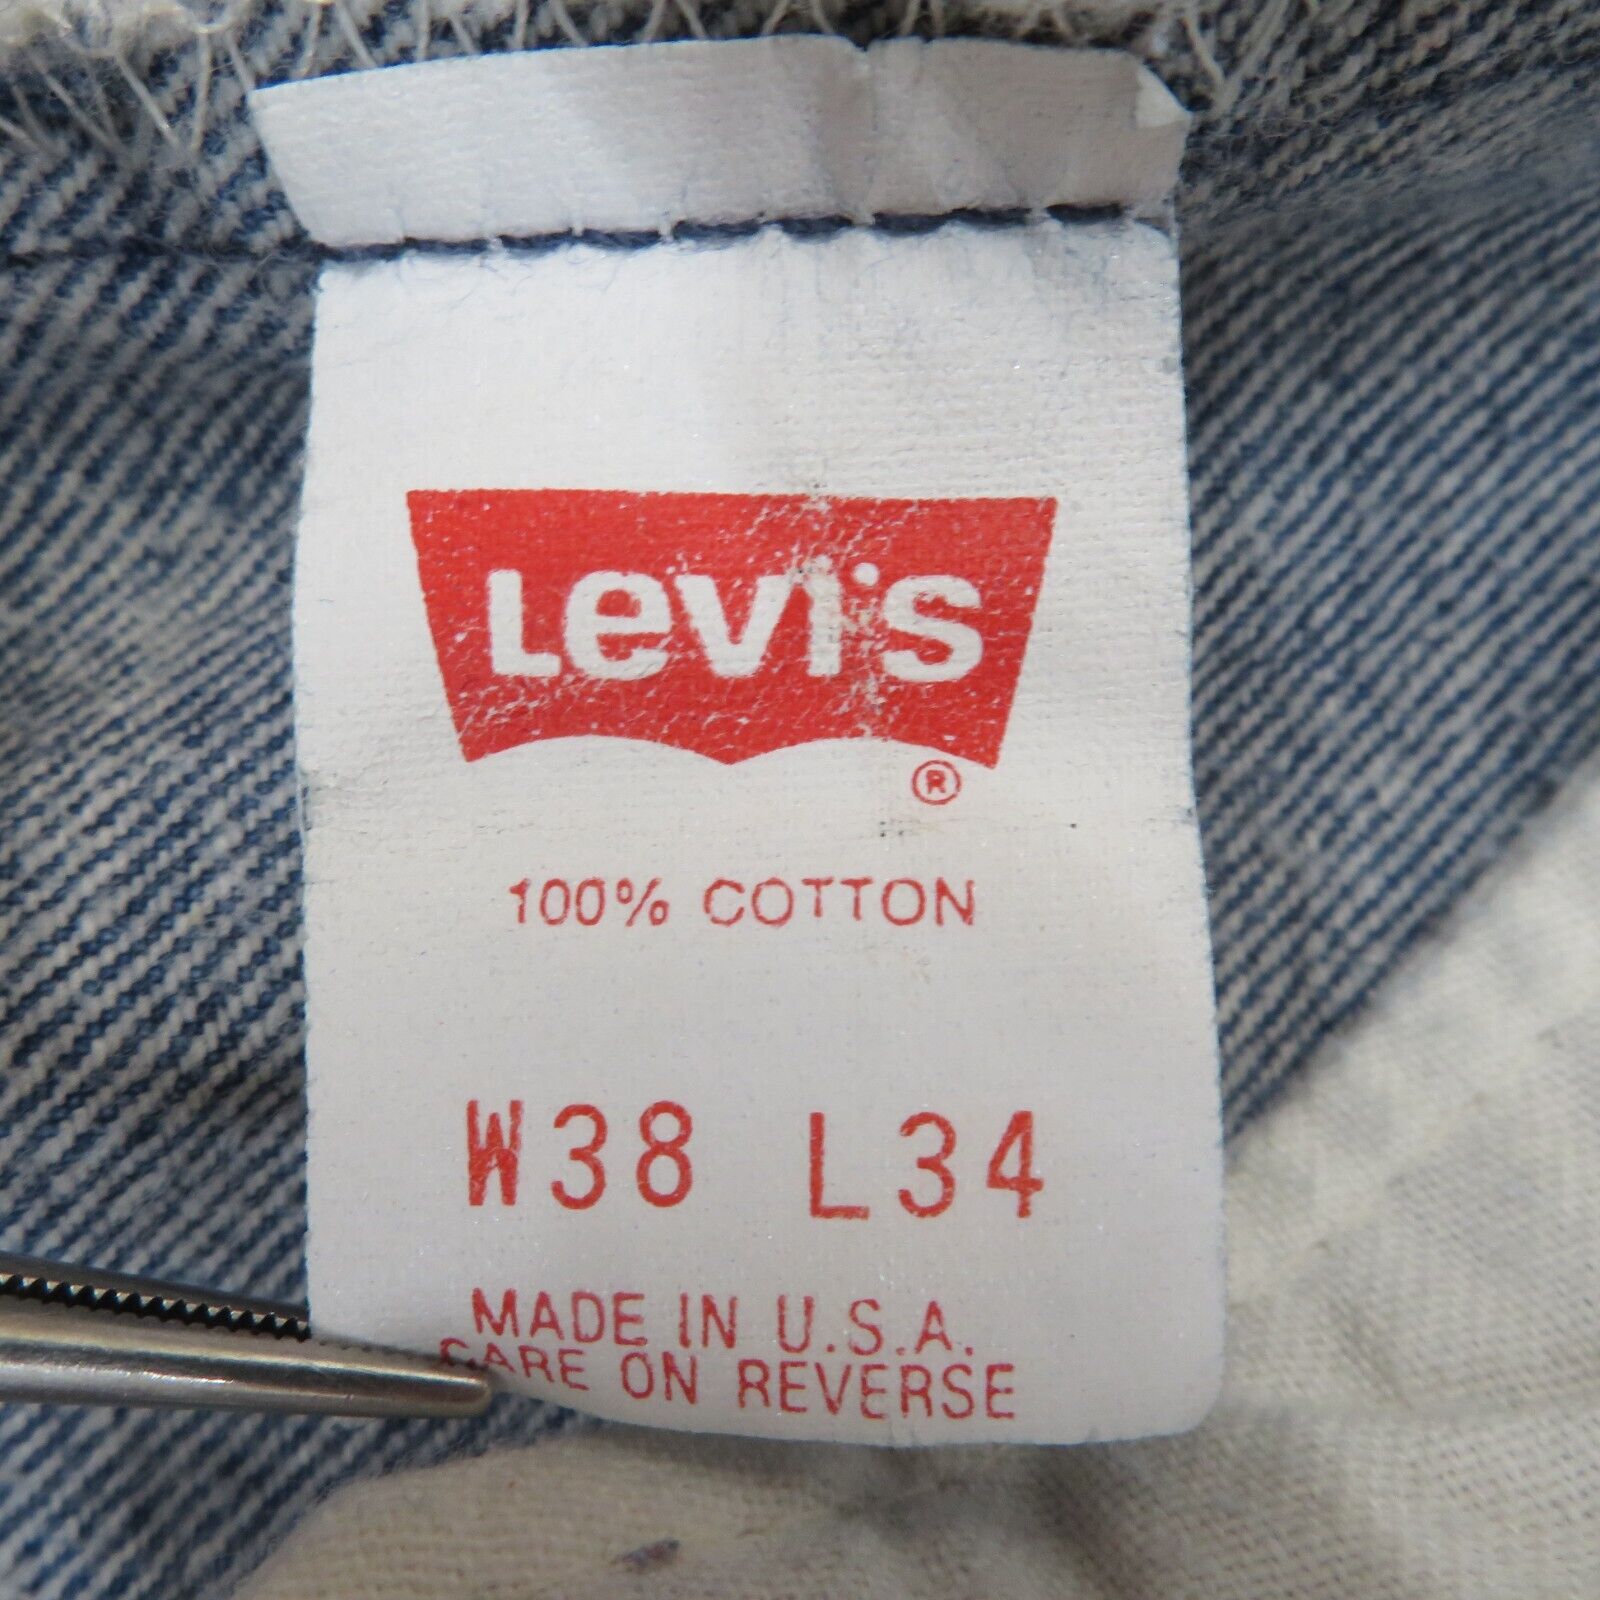 Levi's
®
100% COTTON
W38 L34
MADE IN U.S.A.
CARE ON REVERSE